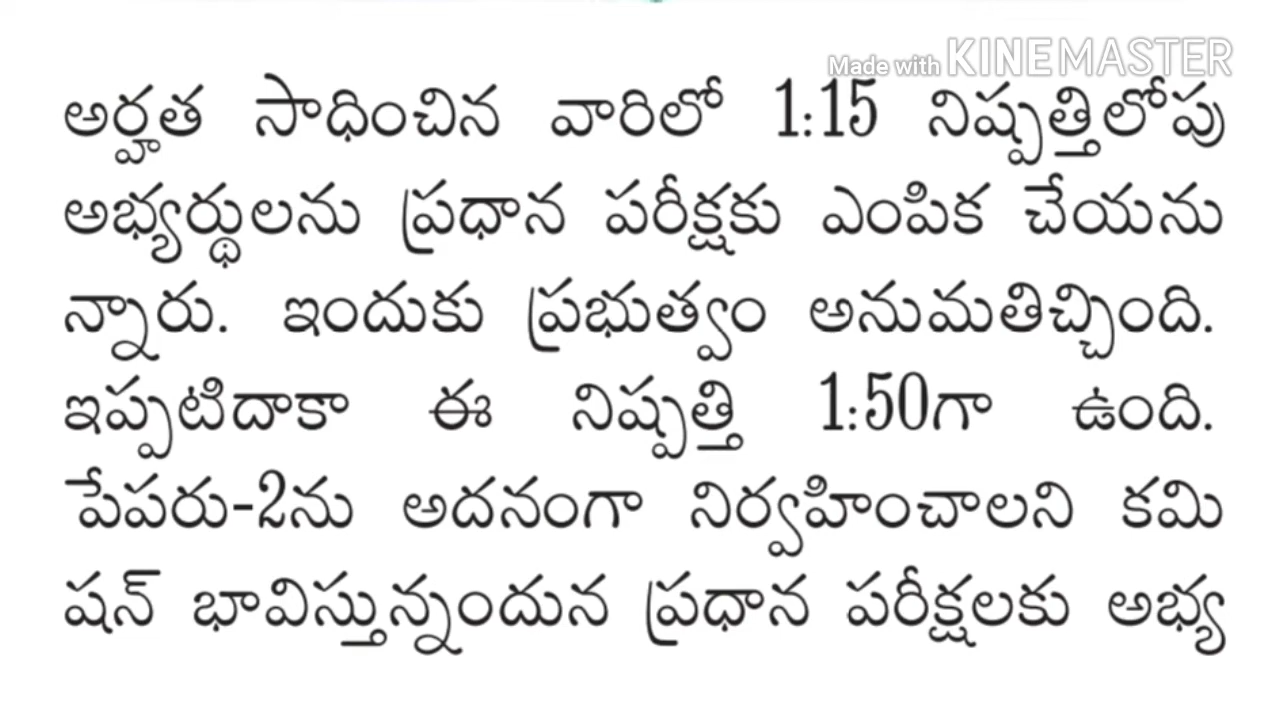 Made with KINEMASTER
అర్హత సాధించిన వారిలో 1:15 నిష్పత్తిలోపు
అభ్యర్థులను ప్రధాన పరీక్షకు ఎంపిక చేయను
న్నారు. ఇందుకు ప్రభుత్వం అనుమతిచ్చింది.
ఇప్పటిదాకా ఈ నిష్పత్తి 1:50గా ఉంది.
పేపరు-2ను అదనంగా నిర్వహించాలని కమి
షన్ భావిస్తున్నందున ప్రధాన పరీక్షలకు అభ్య